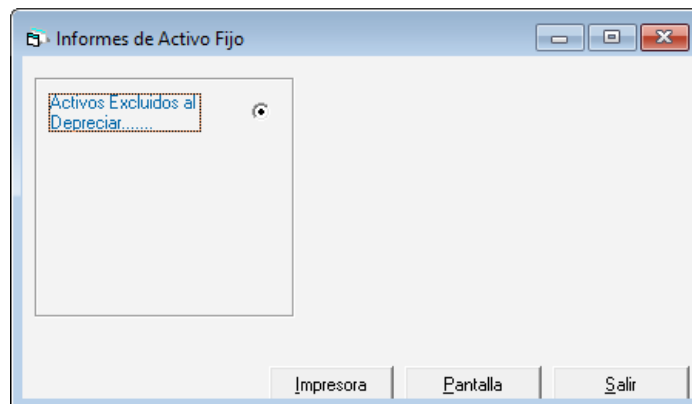 Informes de Activo Fijo
Activos Excluidos al
Depreciar.......
Impresora
Pantalla
Salir